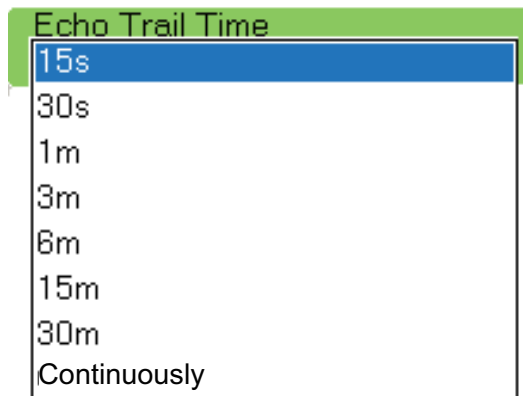 Echo Trail Time
15s
30s
1m
3m
6m
15m
30m
Continuously